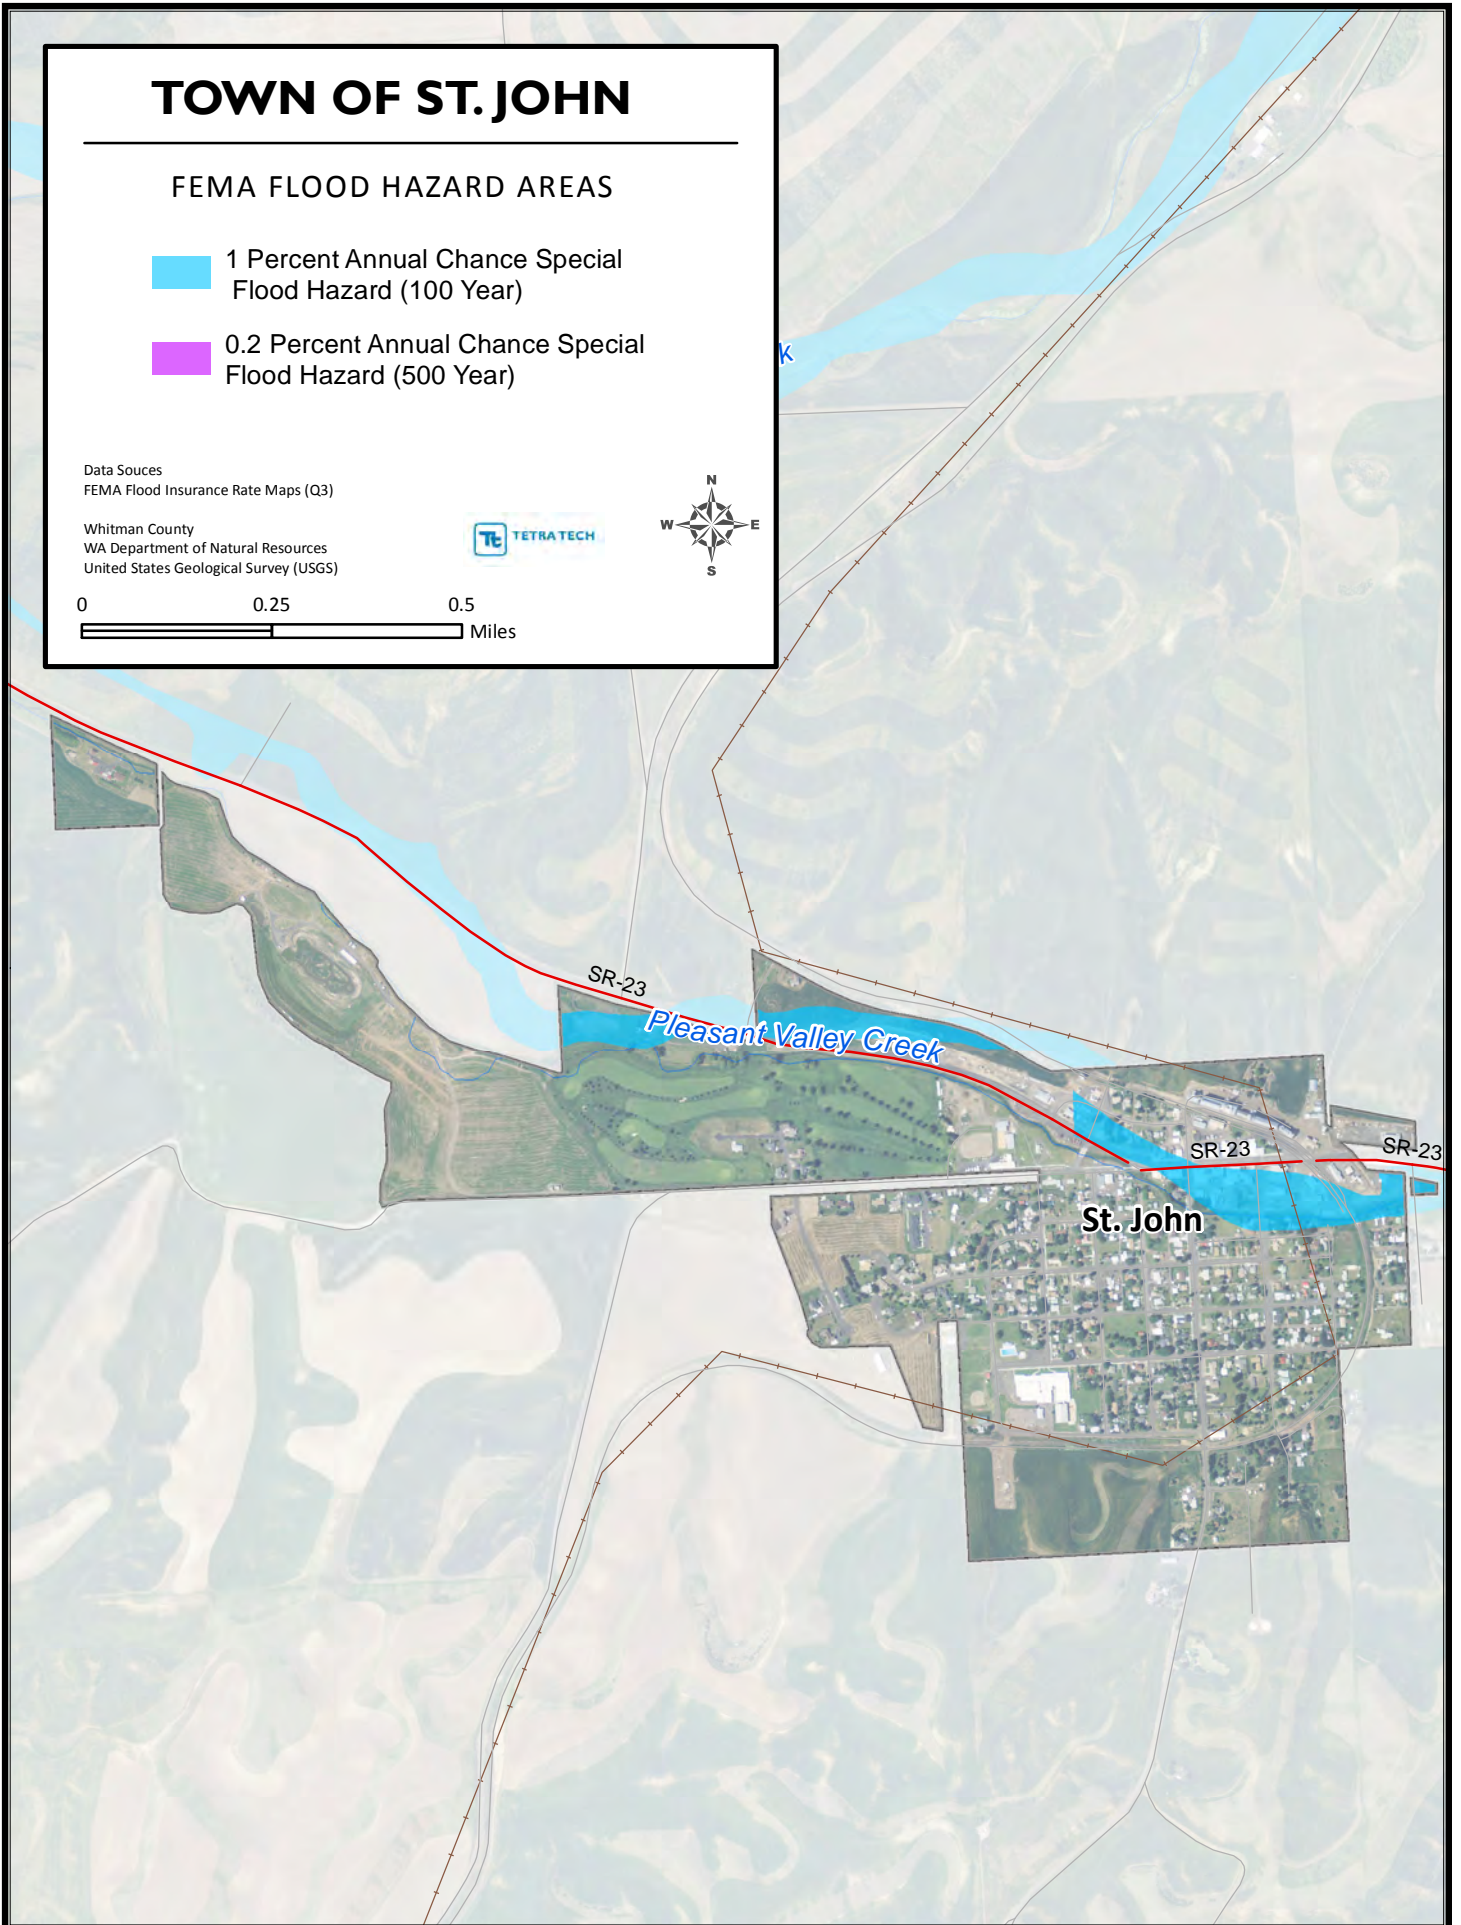 TOWN OF ST. JOHN
FEMA FLOOD HAZARD AREAS
1 Percent Annual Chance Special
Flood Hazard (100 Year)
0.2 Percent Annual Chance Special
Flood Hazard (500 Year)
Data Souces
FEMA Flood Insurance Rate Maps (Q3)
Whitman County
WA Department of Natural Resources
United States Geological Survey (USGS)
Tt TETRA TECH
N
W E
S
0 0.25 0.5
Miles
k
SR-23
Pleasant Valley Creek
SR-23
SR-23
St. John